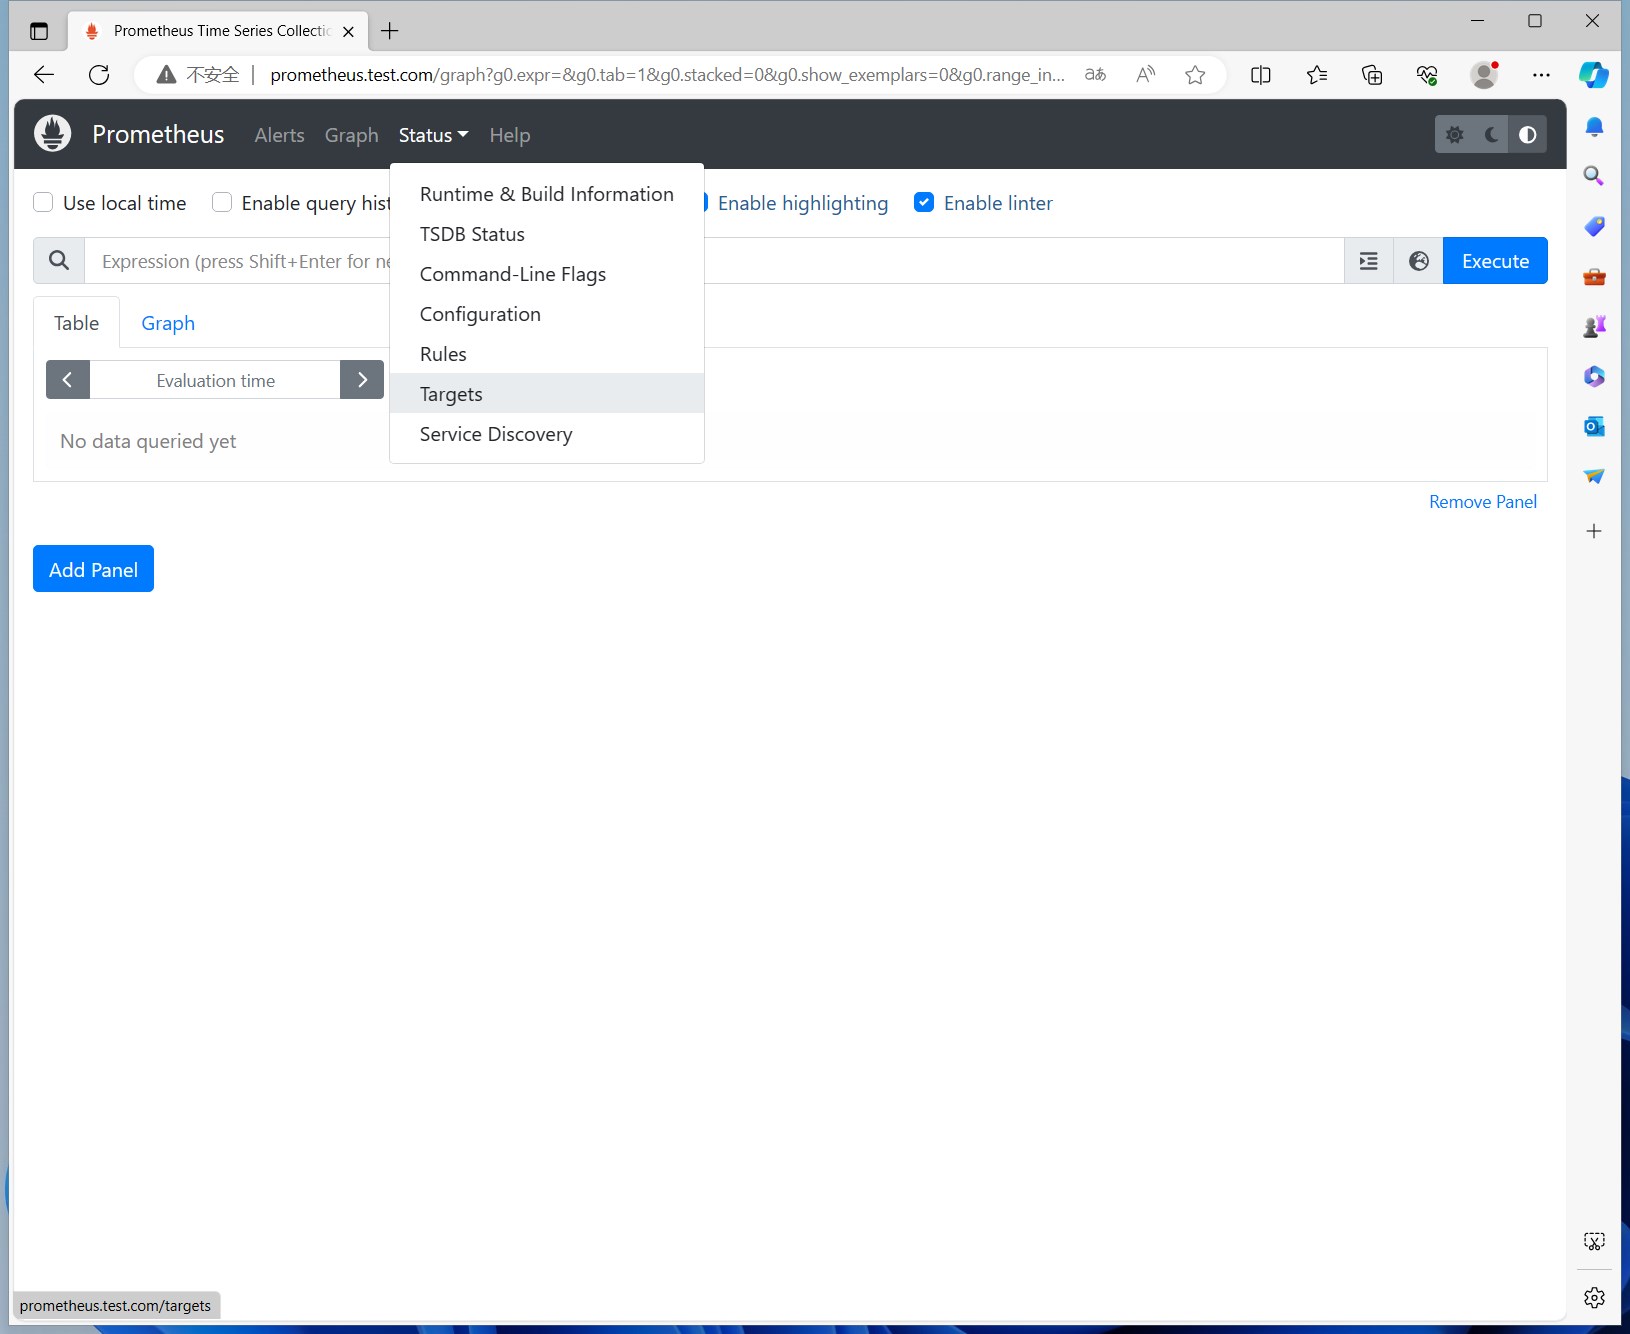 Prometheus Time Series Collectic
不安全
prometheus.test.com/graph?g0.expr=&g0.tab=1&g0.stacked=0&g0.show_exemplars=0&g0.range_in...
Prometheus
Alerts
Graph
Status
Help
Use local time
Enable query hist
Enable highlighting
Enable linter
Runtime & Build Information
TSDB Status
Command-Line Flags
Configuration
Rules
Targets
Service Discovery
Expression (press Shift+Enter for ne
Execute
Table
Graph
Evaluation time
No data queried yet
Remove Panel
Add Panel
prometheus.test.com/targets